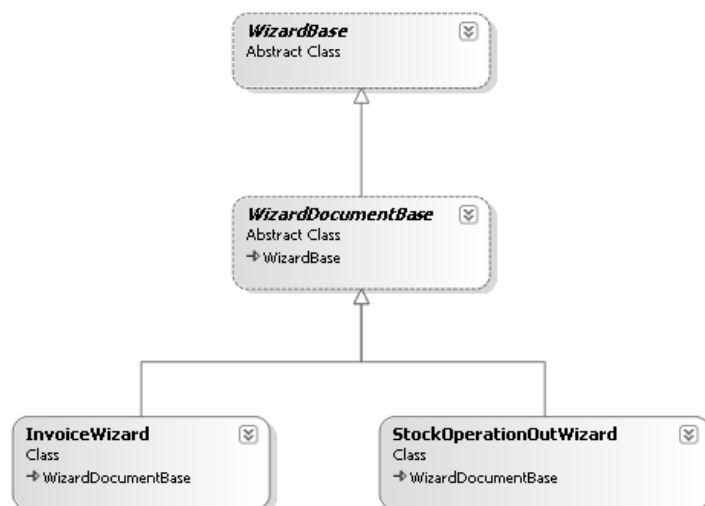 WizardBase
Abstract Class
WizardDocumentBase
Abstract Class
WizardBase
InvoiceWizard
Class
WizardDocumentBase
StockOperationOutWizard
Class
WizardDocumentBase